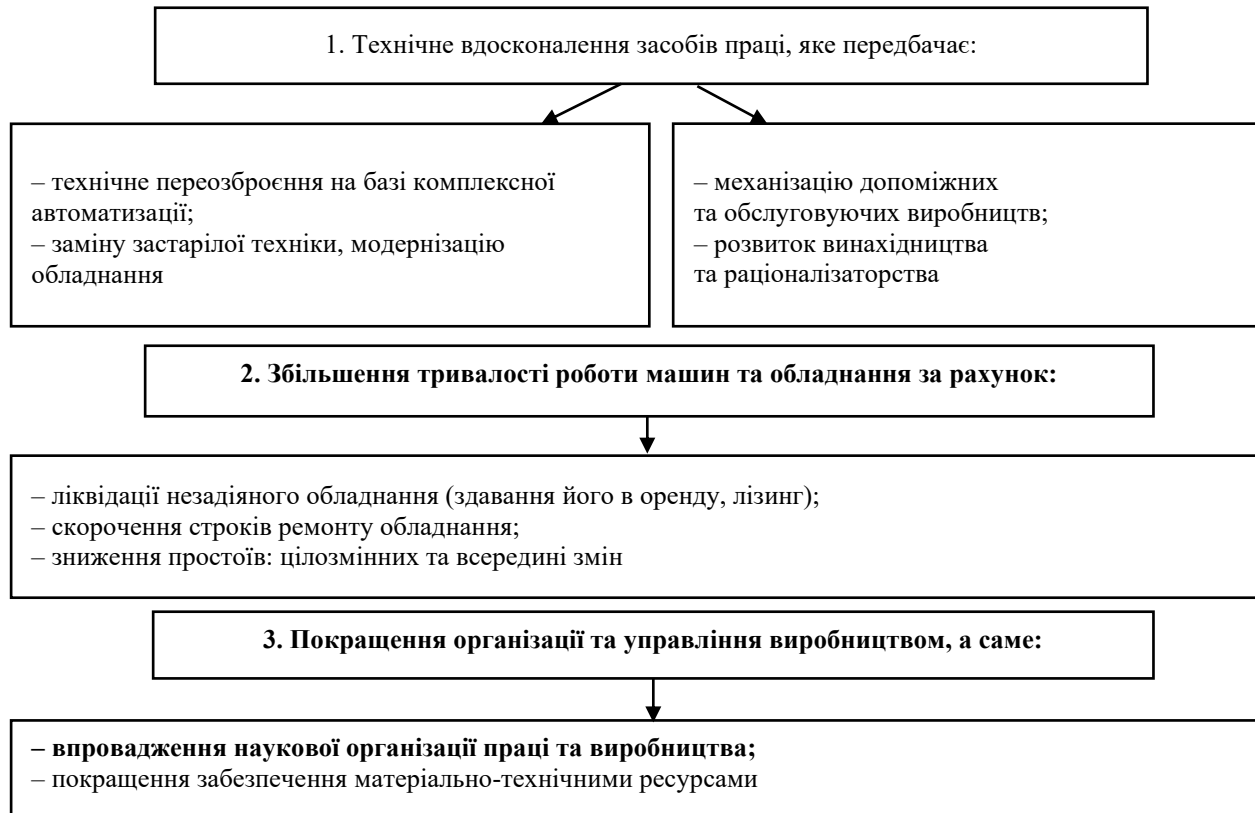 1. Технічне вдосконалення засобів праці, яке передбачає:
– технічне переозброєння на базі комплексної
автоматизації;
– заміну застарілої техніки, модернізацію
обладнання
– механізацію допоміжних
та обслуговуючих виробництв;
– розвиток винахідництва
та раціоналізаторства
2. Збільшення тривалості роботи машин та обладнання за рахунок:
– ліквідації незадіяного обладнання (здавання його в оренду, лізинг);
– скорочення строків ремонту обладнання;
– зниження простоїв: цілозмінних та всередині змін
3. Покращення організації та управління виробництвом, а саме:
– впровадження наукової організації праці та виробництва;
– покращення забезпечення матеріально-технічними ресурсами